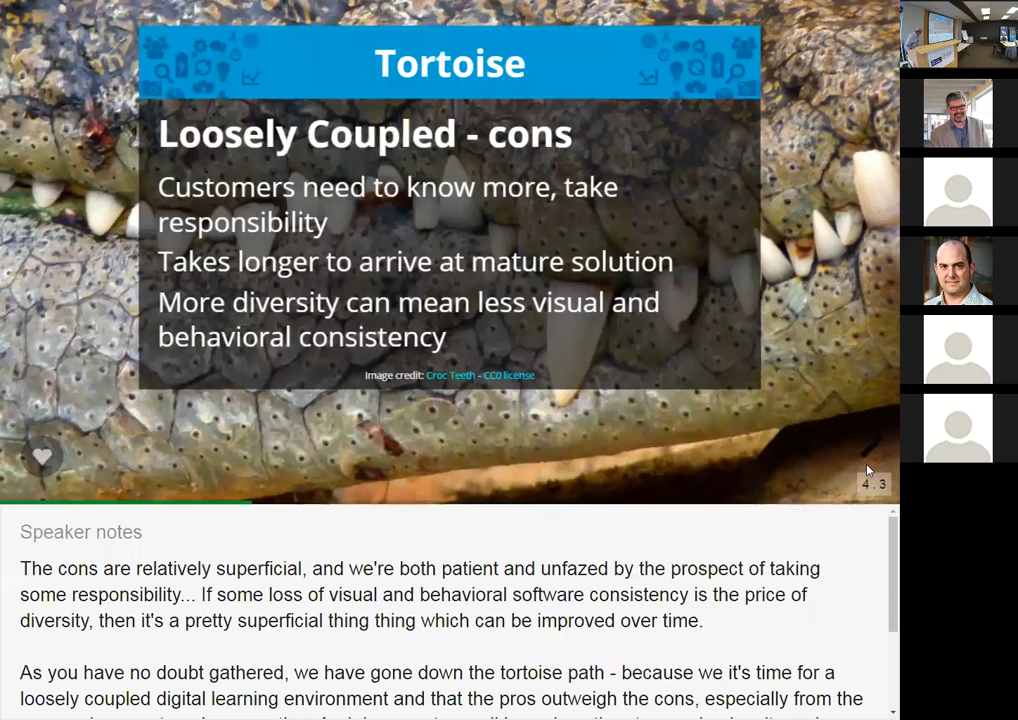 Tortoise
Loosely Coupled - cons
Customers need to know more, take
responsibility
Takes longer to arrive at mature solution
More diversity can mean less visual and
behavioral consistency
Image credit: Croc Teeth - CC0 license
4.3
Speaker notes
The cons are relatively superficial, and we're both patient and unfazed by the prospect of taking
some responsibility... If some loss of visual and behavioral software consistency is the price of
diversity, then it's a pretty superficial thing thing which can be improved over time.
As you have no doubt gathered, we have gone down the tortoise path - because we it's time for a
loosely coupled digital learning environment and that the pros outweigh the cons, especially from the